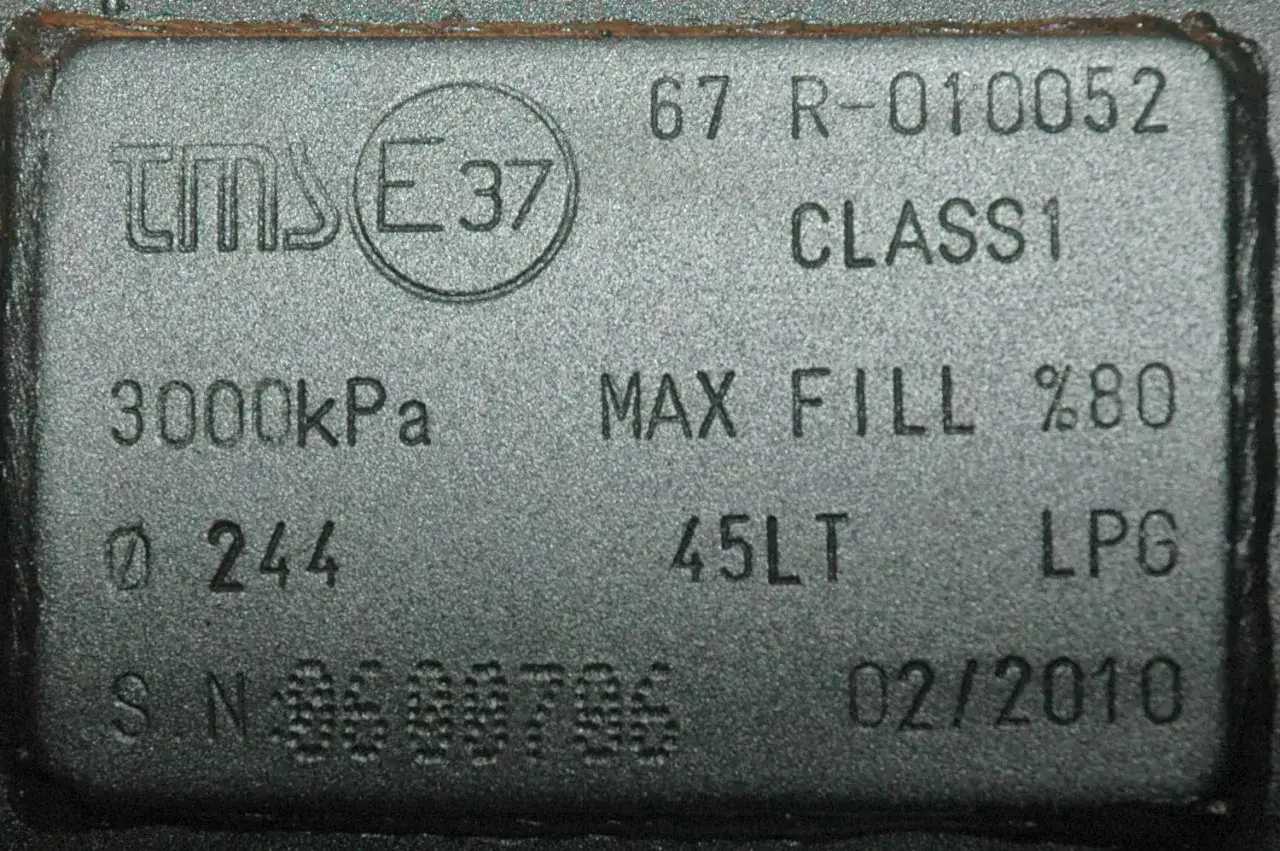 tms E 37 67 R-010052
CLASS1
3000kPa MAX FILL %80
Ø 244 45LT LPG
S N 02/2010